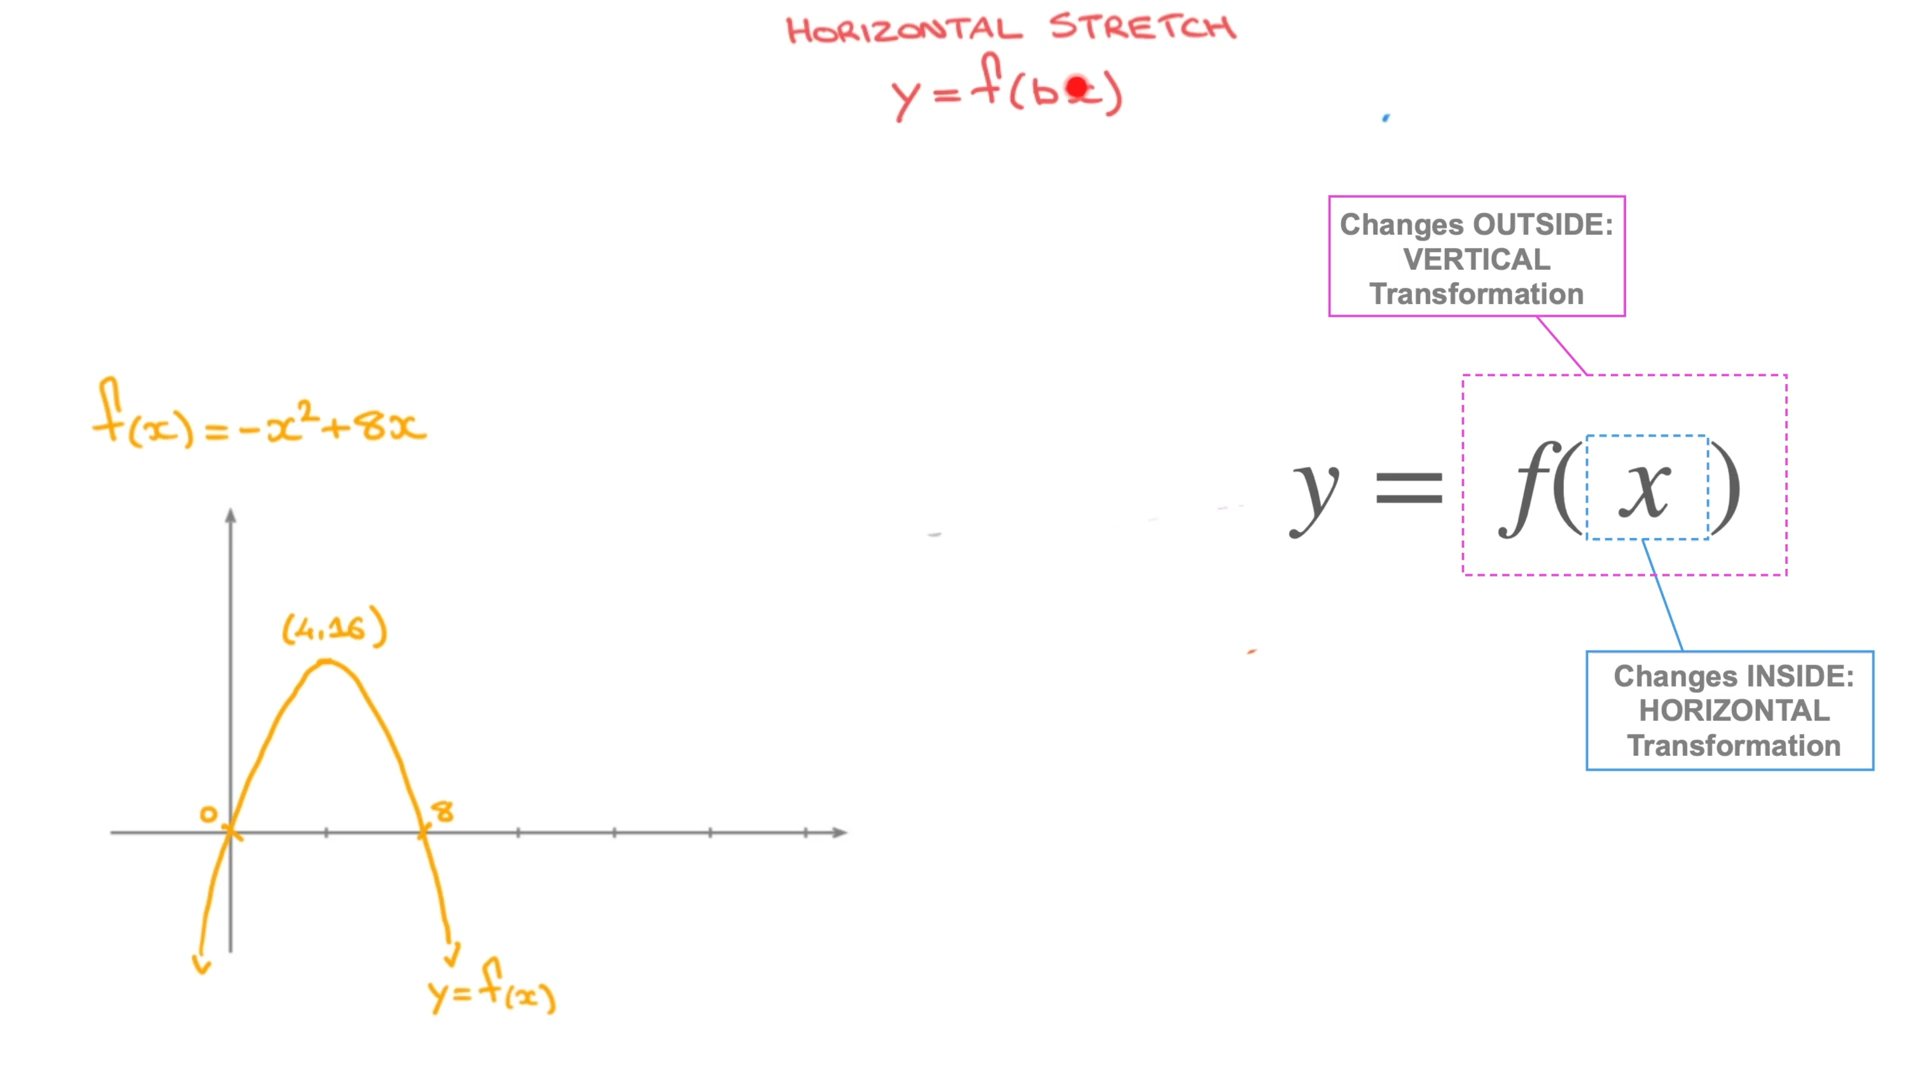 HORIZONTAL STRETCH
y = f(bx)
Changes OUTSIDE:
VERTICAL
Transformation
f(x) = -x²+8x
y = f( x )
(4,16)
Changes INSIDE:
HORIZONTAL
Transformation
0
8
y = f(x)